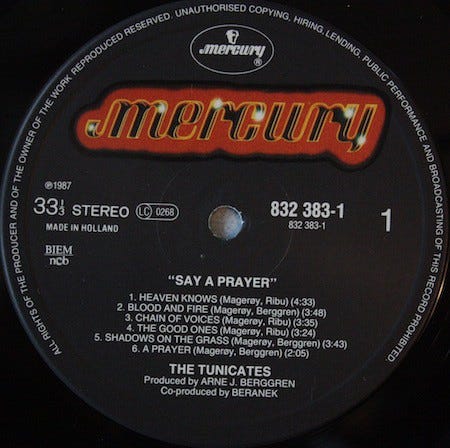 ALL RIGHTS OF THE PRODUCER AND OF THE OWNER OF THE WORK REPRODUCED RESERVED. UNAUTHORISED COPYING, HIRING, LENDING, PUBLIC PERFORMANCE AND BROADCASTING OF THIS RECORD PROHIBITED.
mercury ®
mercury
℗1987
33⅓ STEREO LC 0268 832 383-1 1
MADE IN HOLLAND 832 383-1
BIEM
ncb
"SAY A PRAYER"
1. HEAVEN KNOWS (Magerøy, Ribu) (4:33)
2. BLOOD AND FIRE (Magerøy, Berggren) (3:48)
3. CHAIN OF VOICES (Magerøy, Ribu) (3:35)
4. THE GOOD ONES (Magerøy, Ribu) (3:24)
5. SHADOWS ON THE GRASS (Magerøy, Berggren) (3:43)
6. A PRAYER (Magerøy, Berggren) (2:05)
THE TUNICATES
Produced by ARNE J. BERGGREN
Co-produced by BERANEK